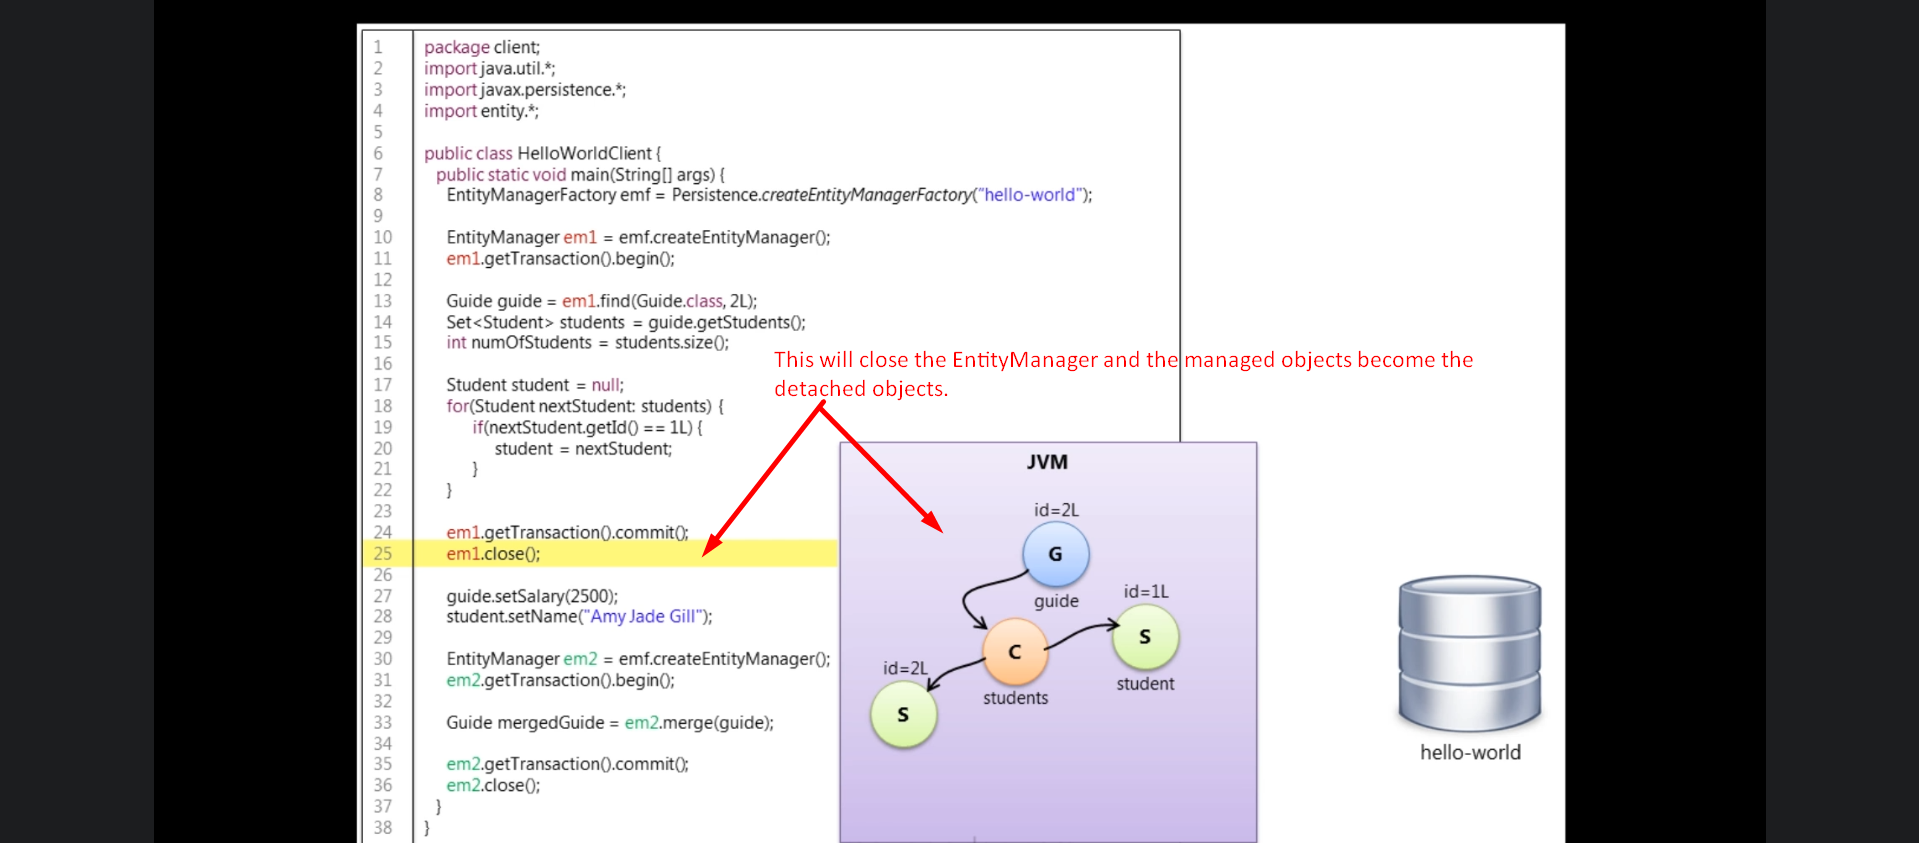 1 package client;
2 import java.util.*;
3 import javax.persistence.*;
4 import entity.*;
5
6 public class HelloWorldClient {
7 public static void main(String[] args) {
8 EntityManagerFactory emf = Persistence.createEntityManagerFactory("hello-world");
9
10 EntityManager em1 = emf.createEntityManager();
11 em1.getTransaction().begin();
12
13 Guide guide = em1.find(Guide.class, 2L);
14 Set<Student> students = guide.getStudents();
15 int numOfStudents = students.size();
16
17 Student student = null;
18 for(Student nextStudent: students) {
19 if(nextStudent.getId() == 1L) {
20 student = nextStudent;
21 }
22 }
23
24 em1.getTransaction().commit();
25 em1.close();
26
27 guide.setSalary(2500);
28 student.setName("Amy Jade Gill");
29
30 EntityManager em2 = emf.createEntityManager();
31 em2.getTransaction().begin();
32
33 Guide mergedGuide = em2.merge(guide);
34
35 em2.getTransaction().commit();
36 em2.close();
37 }
38 }
This will close the EntityManager and the managed objects become the
detached objects.
JVM
id=2L
G
guide
id=1L
S
student
C
students
id=2L
S
hello-world